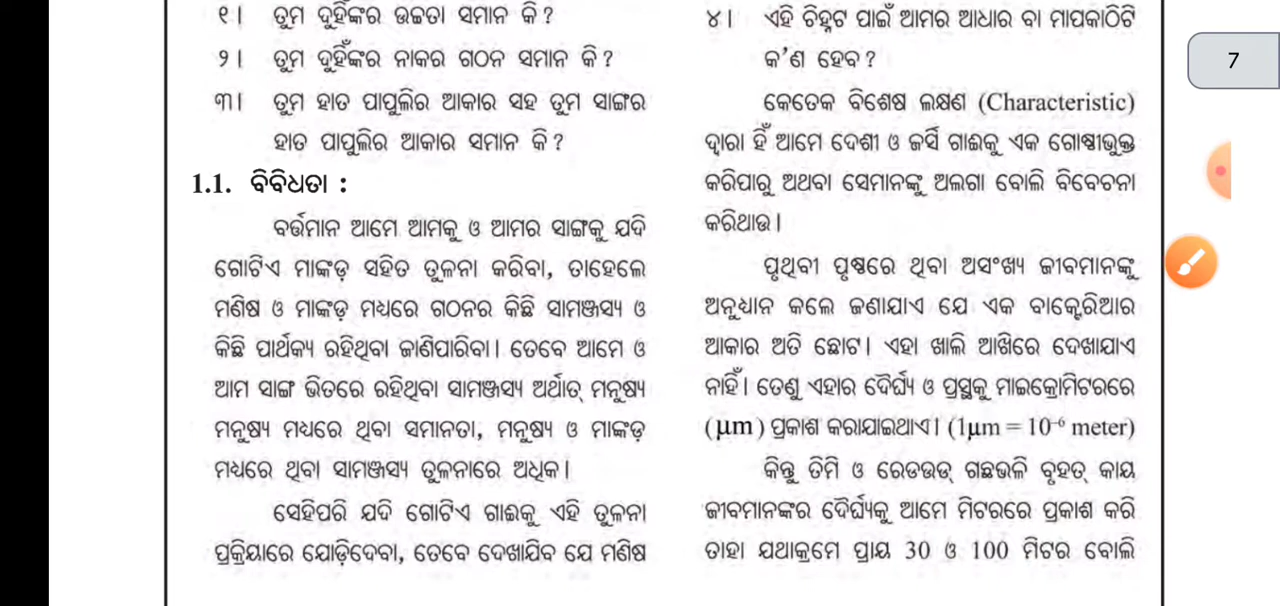 ୧। ତୁମ ଦୁହିଁଙ୍କର ଉଚ୍ଚତା ସମାନ କି ?
୨। ତୁମ ଦୁହିଁଙ୍କର ନାକର ଗଠନ ସମାନ କି ?
୩। ତୁମ ହାତ ପାପୁଲିର ଆକାର ସହ ତୁମ ସାଙ୍ଗର
ହାତ ପାପୁଲିର ଆକାର ସମାନ କି ?
1.1. ବିବିଧତା :
ବର୍ତ୍ତମାନ ଆମେ ଆମକୁ ଓ ଆମର ସାଙ୍ଗକୁ ଯଦି
ଗୋଟିଏ ମାଙ୍କଡ଼ ସହିତ ତୁଳନା କରିବା, ତାହେଲେ
ମଣିଷ ଓ ମାଙ୍କଡ଼ ମଧ୍ୟରେ ଗଠନର କିଛି ସାମଞ୍ଜସ୍ୟ ଓ
କିଛି ପାର୍ଥକ୍ୟ ରହିଥିବା ଜାଣିପାରିବା। ତେବେ ଆମେ ଓ
ଆମ ସାଙ୍ଗ ଭିତରେ ରହିଥିବା ସାମଞ୍ଜସ୍ୟ ଅର୍ଥାତ୍ ମନୁଷ୍ୟ
ମନୁଷ୍ୟ ମଧ୍ୟରେ ଥିବା ସମାନତା, ମନୁଷ୍ୟ ଓ ମାଙ୍କଡ଼
ମଧ୍ୟରେ ଥିବା ସାମଞ୍ଜସ୍ୟ ତୁଳନାରେ ଅଧିକ।
ସେହିପରି ଯଦି ଗୋଟିଏ ଗାଈକୁ ଏହି ତୁଳନା
ପ୍ରକ୍ରିୟାରେ ଯୋଡ଼ିଦେବା, ତେବେ ଦେଖାଯିବ ଯେ ମଣିଷ
୪। ଏହି ଚିହ୍ନଟ ପାଇଁ ଆମର ଆଧାର ବା ମାପକାଠିଟି
କ'ଣ ହେବ ?
କେତେକ ବିଶେଷ ଲକ୍ଷଣ (Characteristic)
ଦ୍ୱାରା ହିଁ ଆମେ ଦେଶୀ ଓ ଜର୍ସି ଗାଈକୁ ଏକ ଗୋଷ୍ଠୀଭୁକ୍ତ
କରିପାରୁ ଅଥବା ସେମାନଙ୍କୁ ଅଲଗା ବୋଲି ବିବେଚନା
କରିଥାଉ।
ପୃଥିବୀ ପୃଷ୍ଠରେ ଥିବା ଅସଂଖ୍ୟ ଜୀବମାନଙ୍କୁ
ଅନୁଧ୍ୟାନ କଲେ ଜଣାଯାଏ ଯେ ଏକ ବାକ୍ଟେରିଆର
ଆକାର ଅତି ଛୋଟ। ଏହା ଖାଲି ଆଖିରେ ଦେଖାଯାଏ
ନାହିଁ। ତେଣୁ ଏହାର ଦୈର୍ଘ୍ୟ ଓ ପ୍ରସ୍ଥକୁ ମାଇକ୍ରୋମିଟରରେ
(µm) ପ୍ରକାଶ କରାଯାଇଥାଏ। (1µm = 10⁻⁶ meter)
କିନ୍ତୁ ତିମି ଓ ରେଡଉଡ୍ ଗଛଭଳି ବୃହତ୍ କାୟ
ଜୀବମାନଙ୍କର ଦୈର୍ଘ୍ୟକୁ ଆମେ ମିଟରରେ ପ୍ରକାଶ କରି
ତାହା ଯଥାକ୍ରମେ ପ୍ରାୟ 30 ଓ 100 ମିଟର ବୋଲି
7